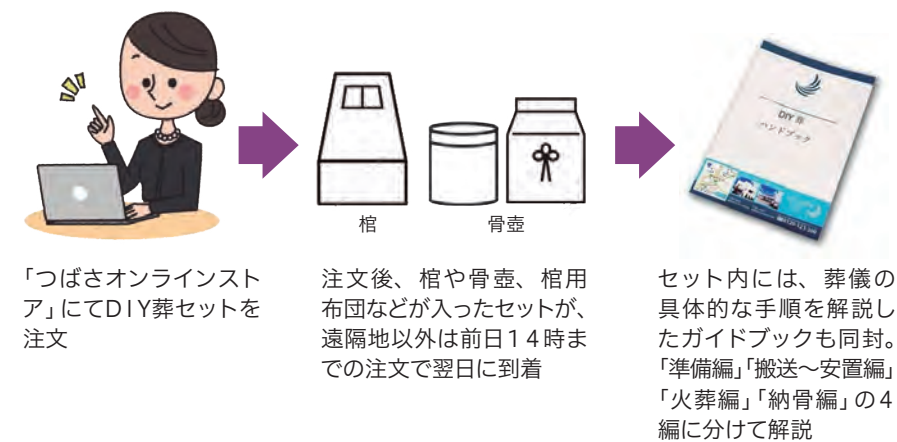 DIY 葬
ハンドブック
棺
骨壺
「つばさオンラインスト
ア」にてDIY葬セットを
注文
注文後、棺や骨壺、棺用
布団などが入ったセットが、
遠隔地以外は前日14時ま
での注文で翌日に到着
セット内には、葬儀の
具体的な手順を解説し
たガイドブックも同封。
「準備編」「搬送～安置編」
「火葬編」「納骨編」の4
編に分けて解説